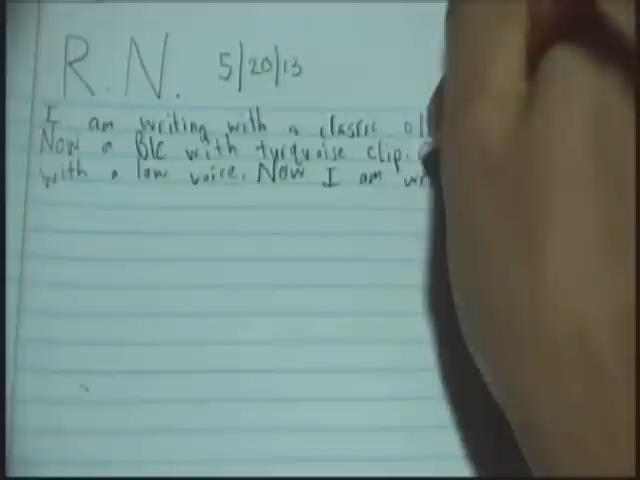 R.N. 5/20/13
I am writing with a classic
Now a BIC with turquoise clip.
with a low voice. Now I am